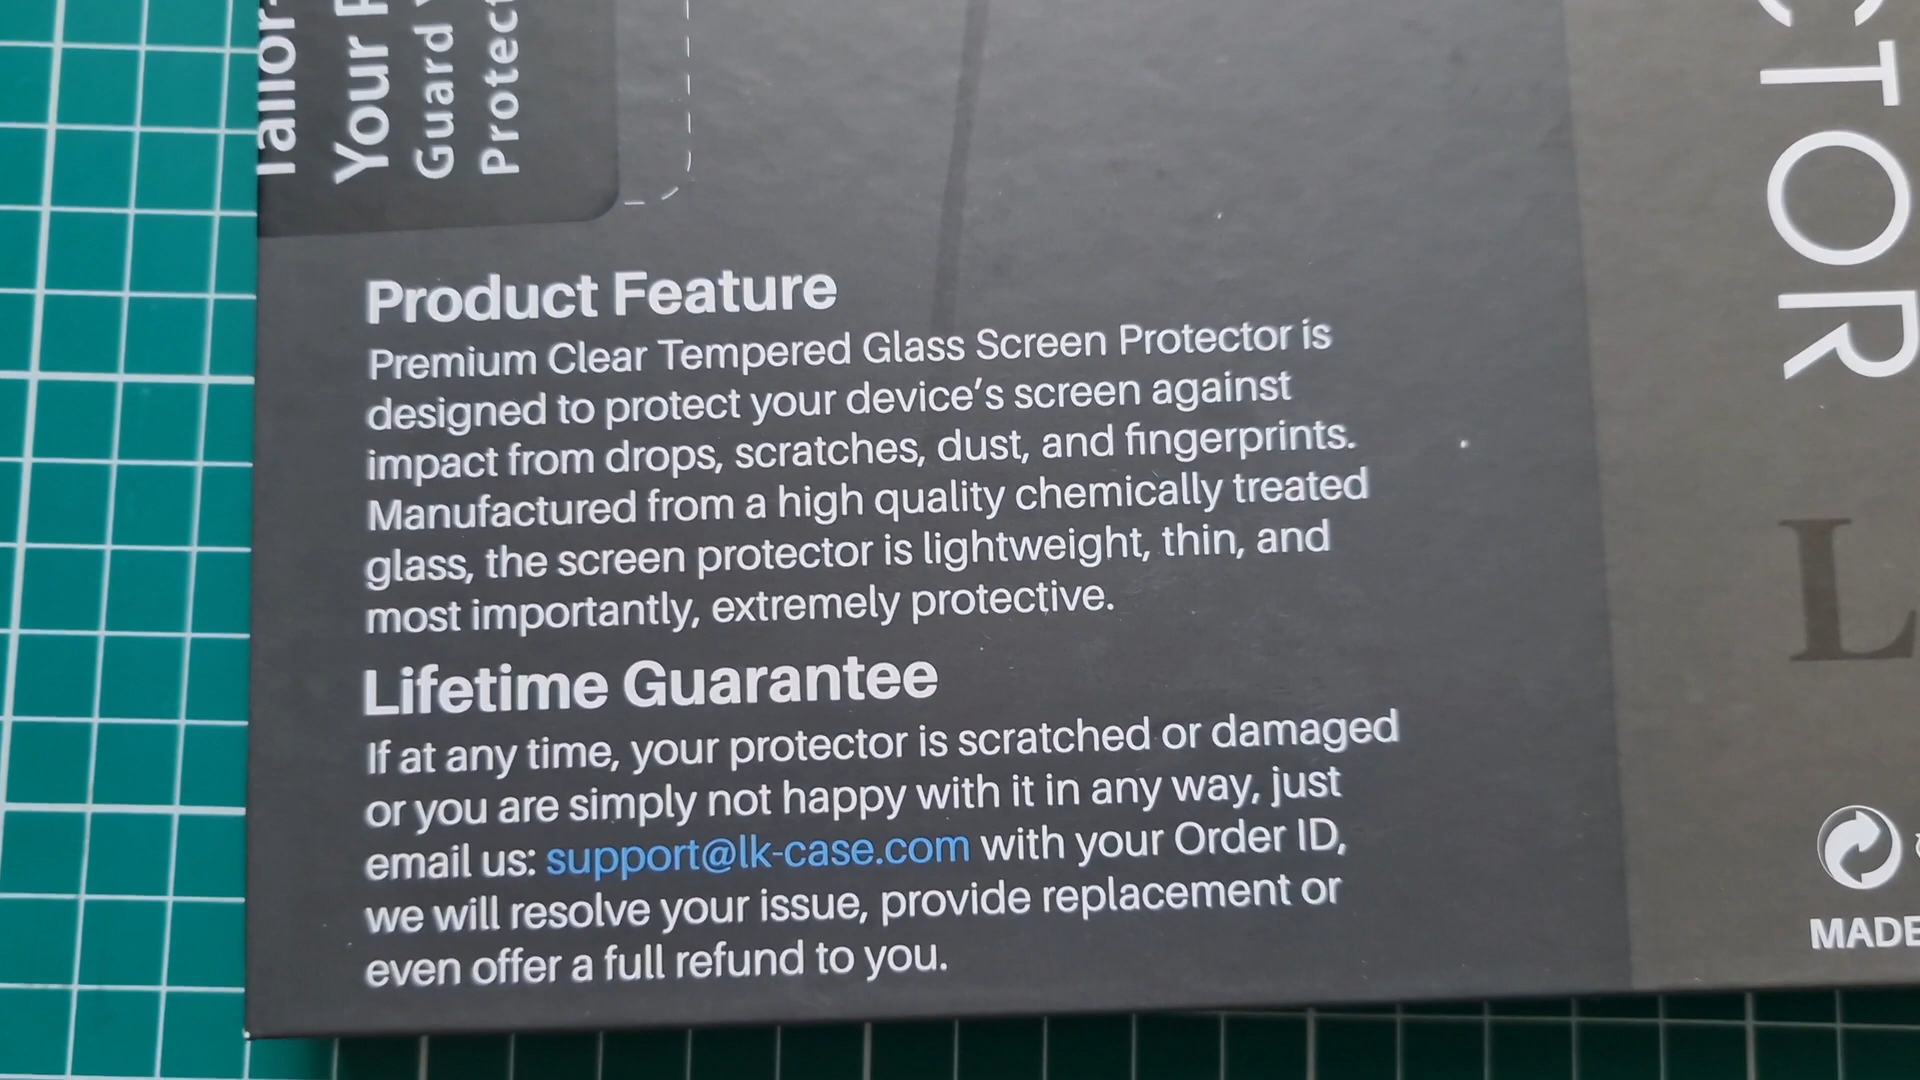 Your
Guard
Product Feature
Premium Clear Tempered Glass Screen Protector is
designed to protect your device's screen against
impact from drops, scratches, dust, and fingerprints.
Manufactured from a high quality chemically treated
glass, the screen protector is lightweight, thin, and
most importantly, extremely protective.
Lifetime Guarantee
If at any time, your protector is scratched or damaged
or you are simply not happy with it in any way, just
email us: support@lk-case.com with your Order ID,
we will resolve your issue, provide replacement or
even offer a full refund to you.
TOR
L
MADE